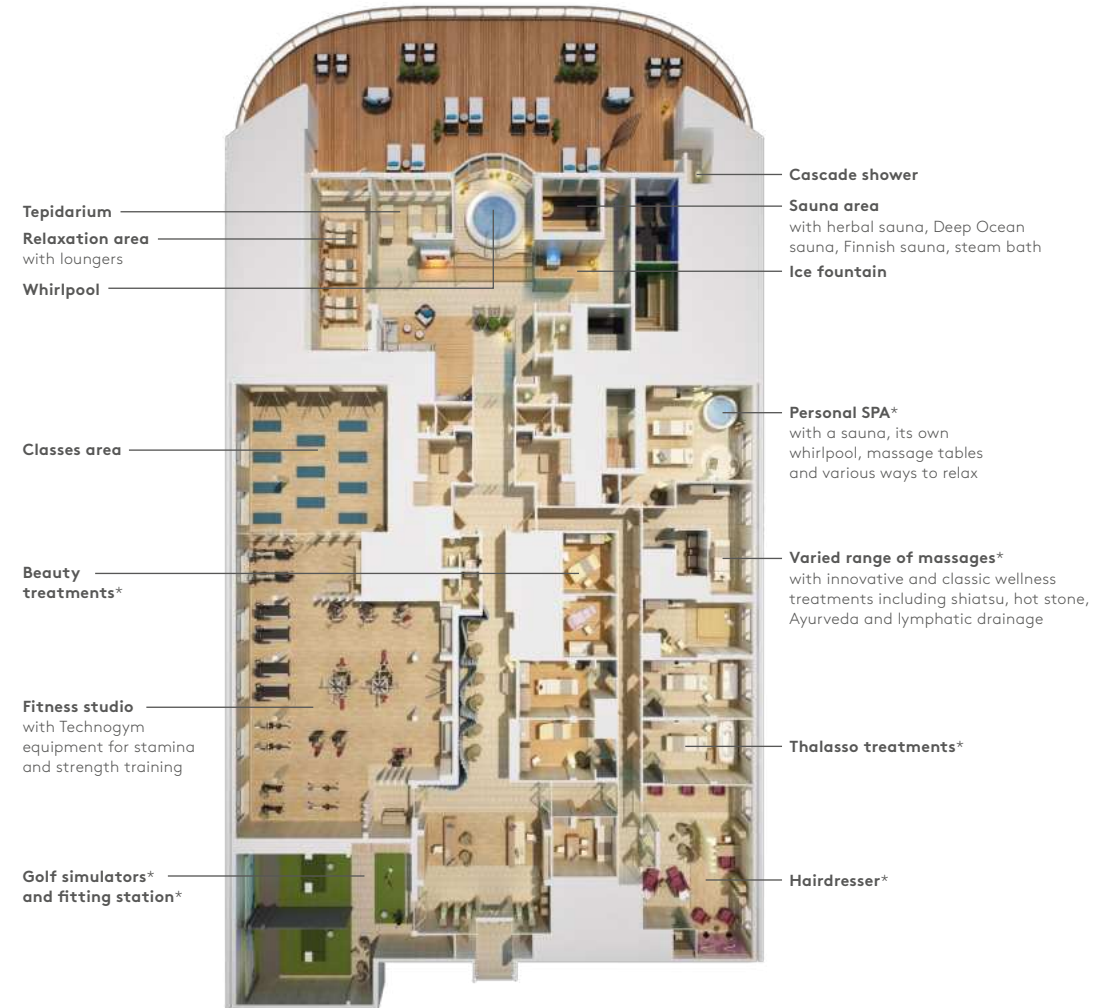 Tepidarium
Relaxation area
with loungers
Whirlpool
Classes area
Beauty
treatments*
Fitness studio
with Technogym
equipment for stamina
and strength training
Golf simulators*
and fitting station*
Cascade shower
Sauna area
with herbal sauna, Deep Ocean
sauna, Finnish sauna, steam bath
Ice fountain
Personal SPA*
with a sauna, its own
whirlpool, massage tables
and various ways to relax
Varied range of massages*
with innovative and classic wellness
treatments including shiatsu, hot stone,
Ayurveda and lymphatic drainage
Thalasso treatments*
Hairdresser*